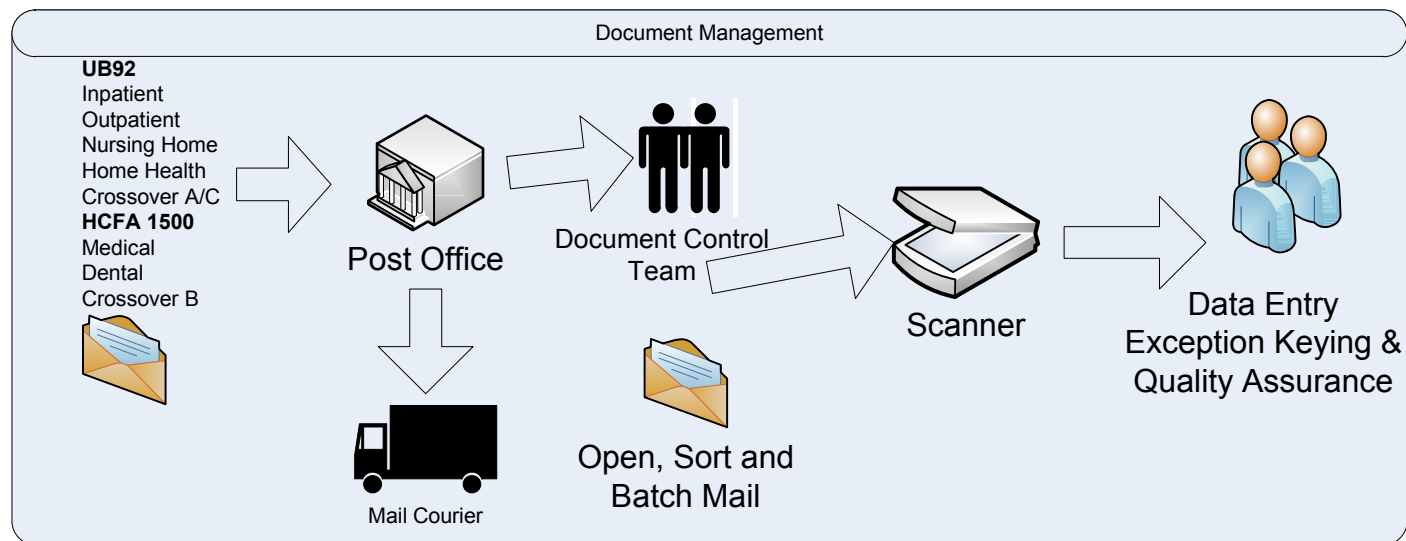 Document Management
UB92
Inpatient
Outpatient
Nursing Home
Home Health
Crossover A/C
HCFA 1500
Medical
Dental
Crossover B
Post Office
Mail Courier
Document Control
Team
Open, Sort and
Batch Mail
Scanner
Data Entry
Exception Keying &
Quality Assurance